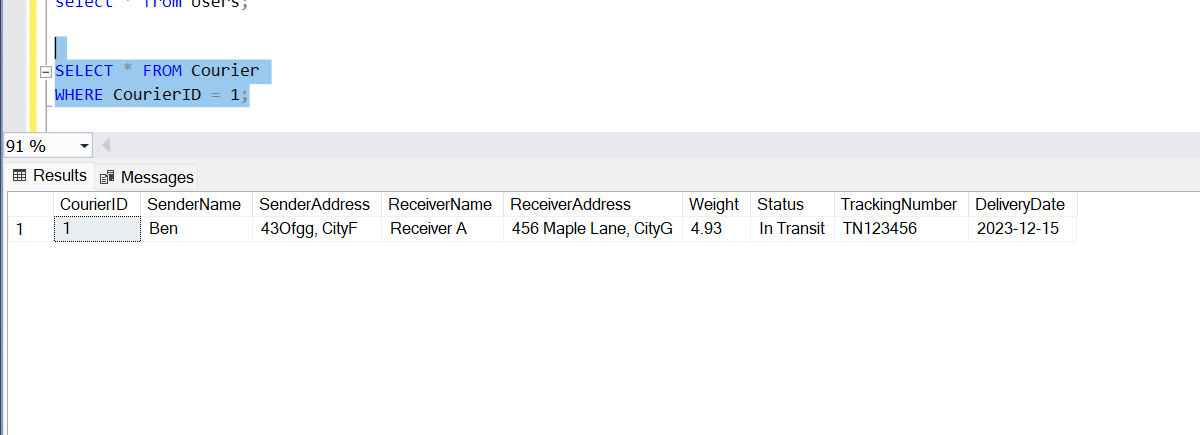 select * from Users;
SELECT * FROM Courier
WHERE CourierID = 1;
91 %
Results Messages
CourierID SenderName SenderAddress ReceiverName ReceiverAddress Weight Status TrackingNumber DeliveryDate
1 1 Ben 43Ofgg, CityF Receiver A 456 Maple Lane, CityG 4.93 In Transit TN123456 2023-12-15